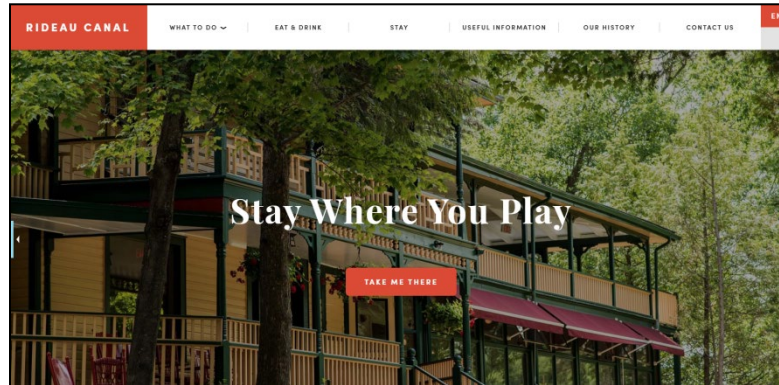 RIDEAU CANAL
WHAT TO DO
EAT & DRINK
STAY
USEFUL INFORMATION
OUR HISTORY
CONTACT US
Stay Where You Play
TAKE ME THERE